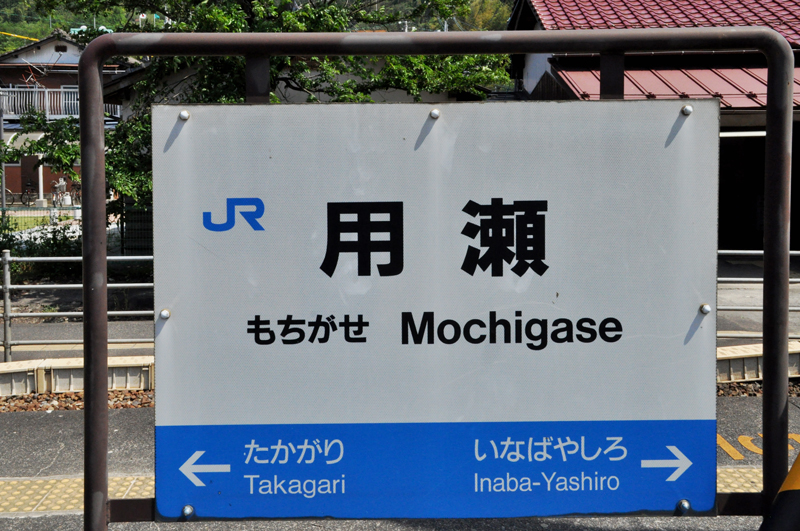 JR 用瀬
もちがせ Mochigase
← たかがり いなばやしろ →
Takagari Inaba-Yashiro